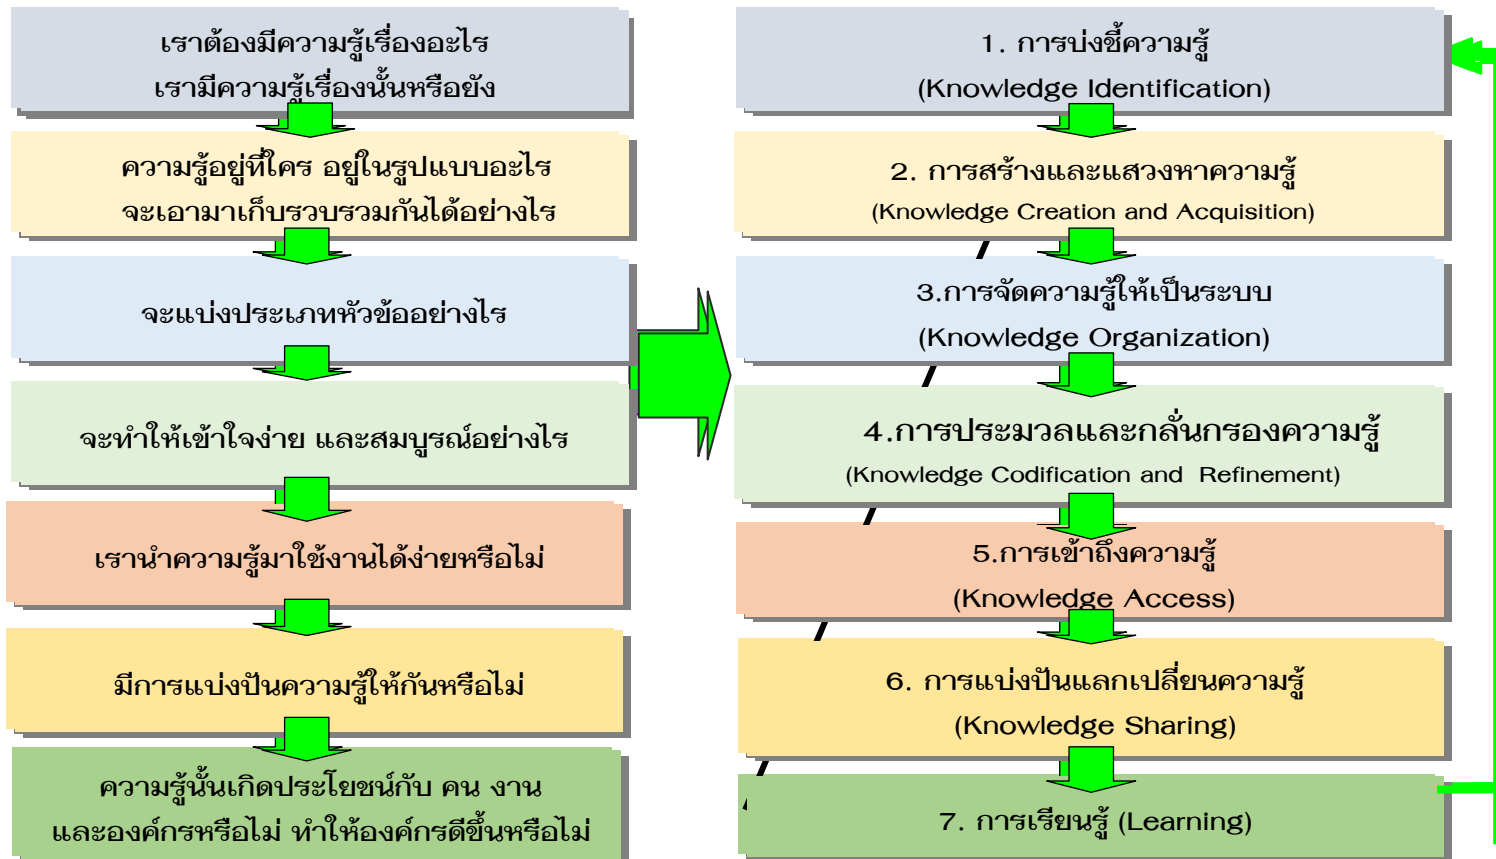 เราต้องมีความรู้เรื่องอะไร
เรามีความรู้เรื่องนั้นหรือยัง
ความรู้อยู่ที่ใคร อยู่ในรูปแบบอะไร
จะเอามาเก็บรวบรวมกันได้อย่างไร
จะแบ่งประเภทหัวข้ออย่างไร
จะทำให้เข้าใจง่าย และสมบูรณ์อย่างไร
เรานำความรู้มาใช้งานได้ง่ายหรือไม่
มีการแบ่งปันความรู้ให้กันหรือไม่
ความรู้นั้นเกิดประโยชน์กับ คน งาน
และองค์กรหรือไม่ ทำให้องค์กรดีขึ้นหรือไม่
1. การบ่งชี้ความรู้
(Knowledge Identification)
2. การสร้างและแสวงหาความรู้
(Knowledge Creation and Acquisition)
3.การจัดความรู้ให้เป็นระบบ
(Knowledge Organization)
4.การประมวลและกลั่นกรองความรู้
(Knowledge Codification and Refinement)
5.การเข้าถึงความรู้
(Knowledge Access)
6. การแบ่งปันแลกเปลี่ยนความรู้
(Knowledge Sharing)
7. การเรียนรู้ (Learning)